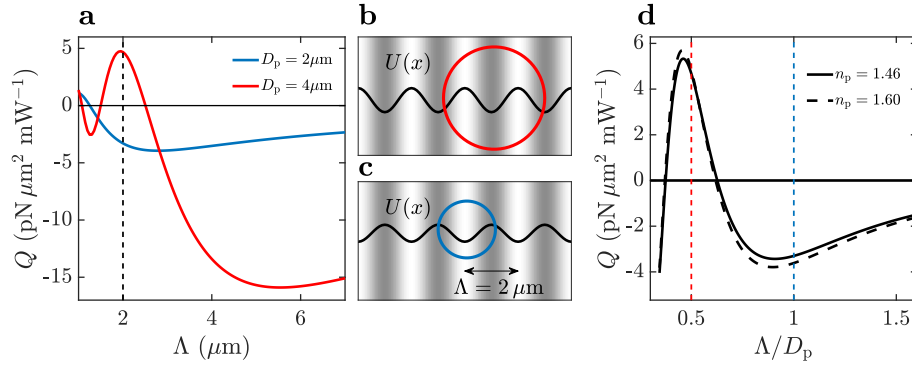 a
Q (pN μm² mW⁻¹)
5
0
-5
-10
-15
2
4
6
Λ (μm)
D_p = 2μm
D_p = 4μm
b
U(x)
c
U(x)
Λ = 2 μm
d
Q (pN μm² mW⁻¹)
6
4
2
0
-2
-4
0.5
1
1.5
Λ/D_p
n_p = 1.46
n_p = 1.60